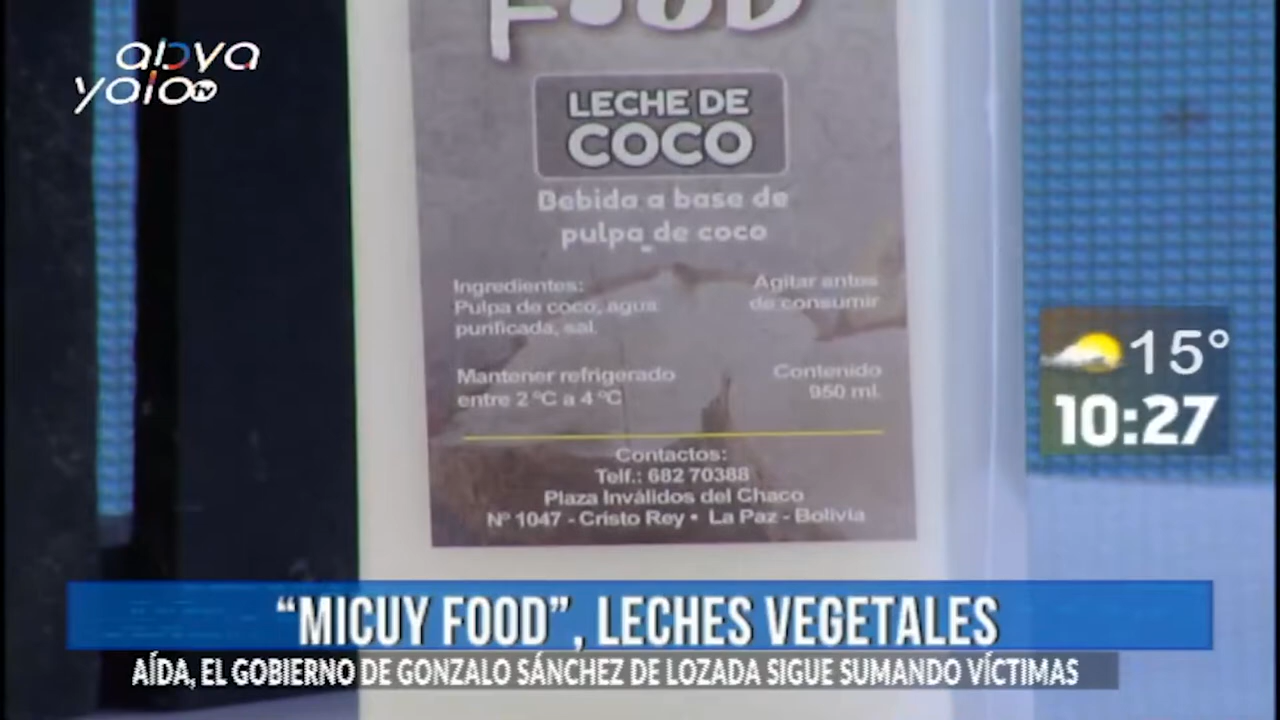 abya
yala tv
FOOD
LECHE DE
COCO
Bebida a base de
pulpa de coco
Ingredientes:
Pulpa de coco, agua
purificada, sal.
Agitar antes
de consumir
Mantener refrigerado
entre 2 ºC a 4 ºC
Contenido
950 ml.
Contactos:
Telf.: 682 70388
Plaza Inválidos del Chaco
Nº 1047 - Cristo Rey • La Paz - Bolivia
15°
10:27
“MICUY FOOD”, LECHES VEGETALES
AÍDA, EL GOBIERNO DE GONZALO SÁNCHEZ DE LOZADA SIGUE SUMANDO VÍCTIMAS